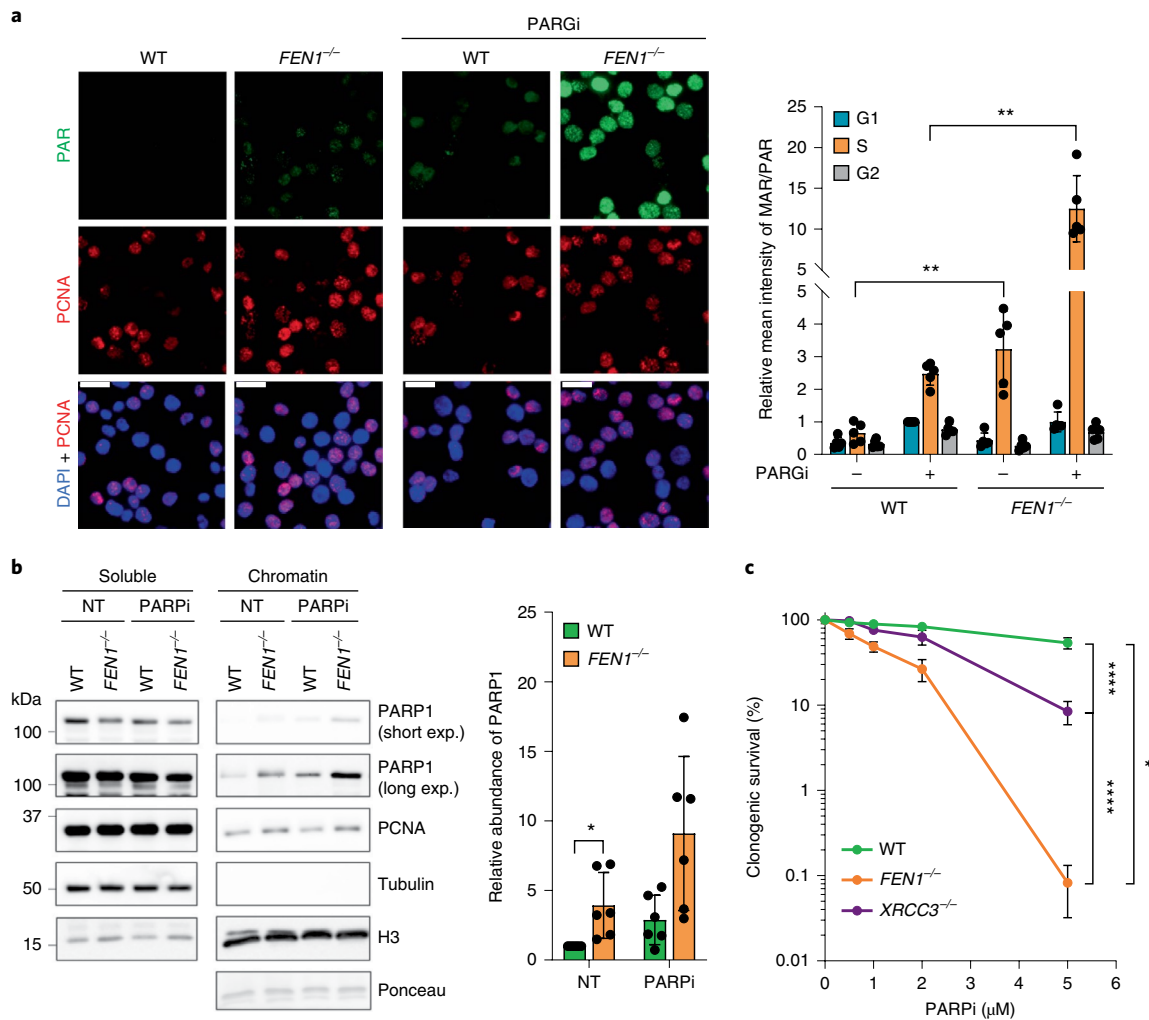 a
PARGi
WT
FEN1–/–
WT
FEN1–/–
PAR
PCNA
DAPI + PCNA
Relative mean intensity of MAR/PAR
25
20
15
10
5
5
4
3
2
1
0
G1
S
G2
**
**
PARGi
–
+
–
+
WT
FEN1–/–
b
Soluble
Chromatin
NT
PARPi
NT
PARPi
WT
FEN1–/–
WT
FEN1–/–
WT
FEN1–/–
WT
FEN1–/–
kDa
100
PARP1
(short exp.)
100
PARP1
(long exp.)
37
PCNA
50
Tubulin
15
H3
Ponceau
Relative abundance of PARP1
25
20
15
10
5
0
WT
FEN1–/–
*
NT
PARPi
c
Clonogenic survival (%)
100
10
1
0.1
0.01
WT
FEN1–/–
XRCC3–/–
****
****
*
0
1
2
3
4
5
6
PARPi (μM)